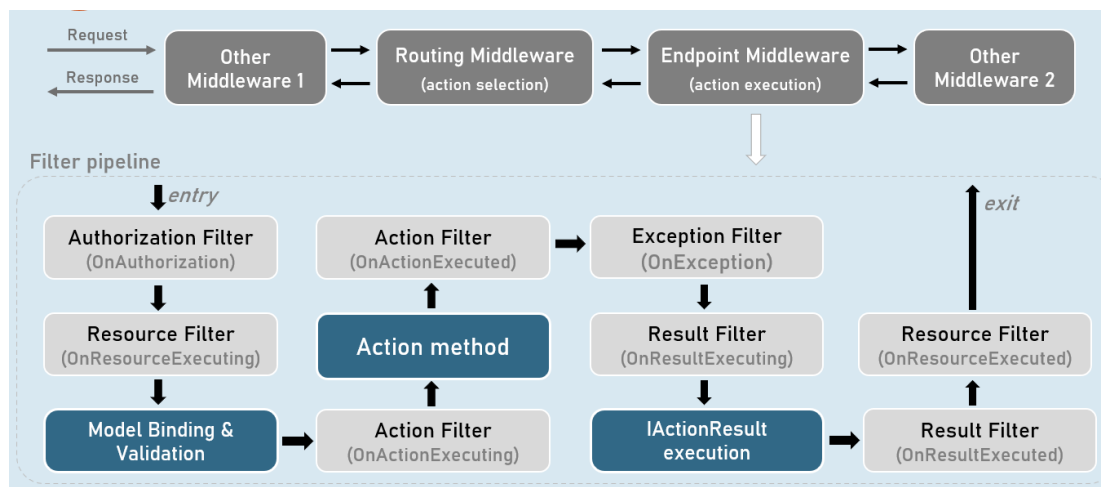 Request
Response
Other
Middleware 1
Routing Middleware
(action selection)
Endpoint Middleware
(action execution)
Other
Middleware 2
Filter pipeline
entry
Authorization Filter
(OnAuthorization)
Resource Filter
(OnResourceExecuting)
Model Binding &
Validation
Action Filter
(OnActionExecuting)
Action method
Action Filter
(OnActionExecuted)
Exception Filter
(OnException)
Result Filter
(OnResultExecuting)
IActionResult
execution
Result Filter
(OnResultExecuted)
Resource Filter
(OnResourceExecuted)
exit